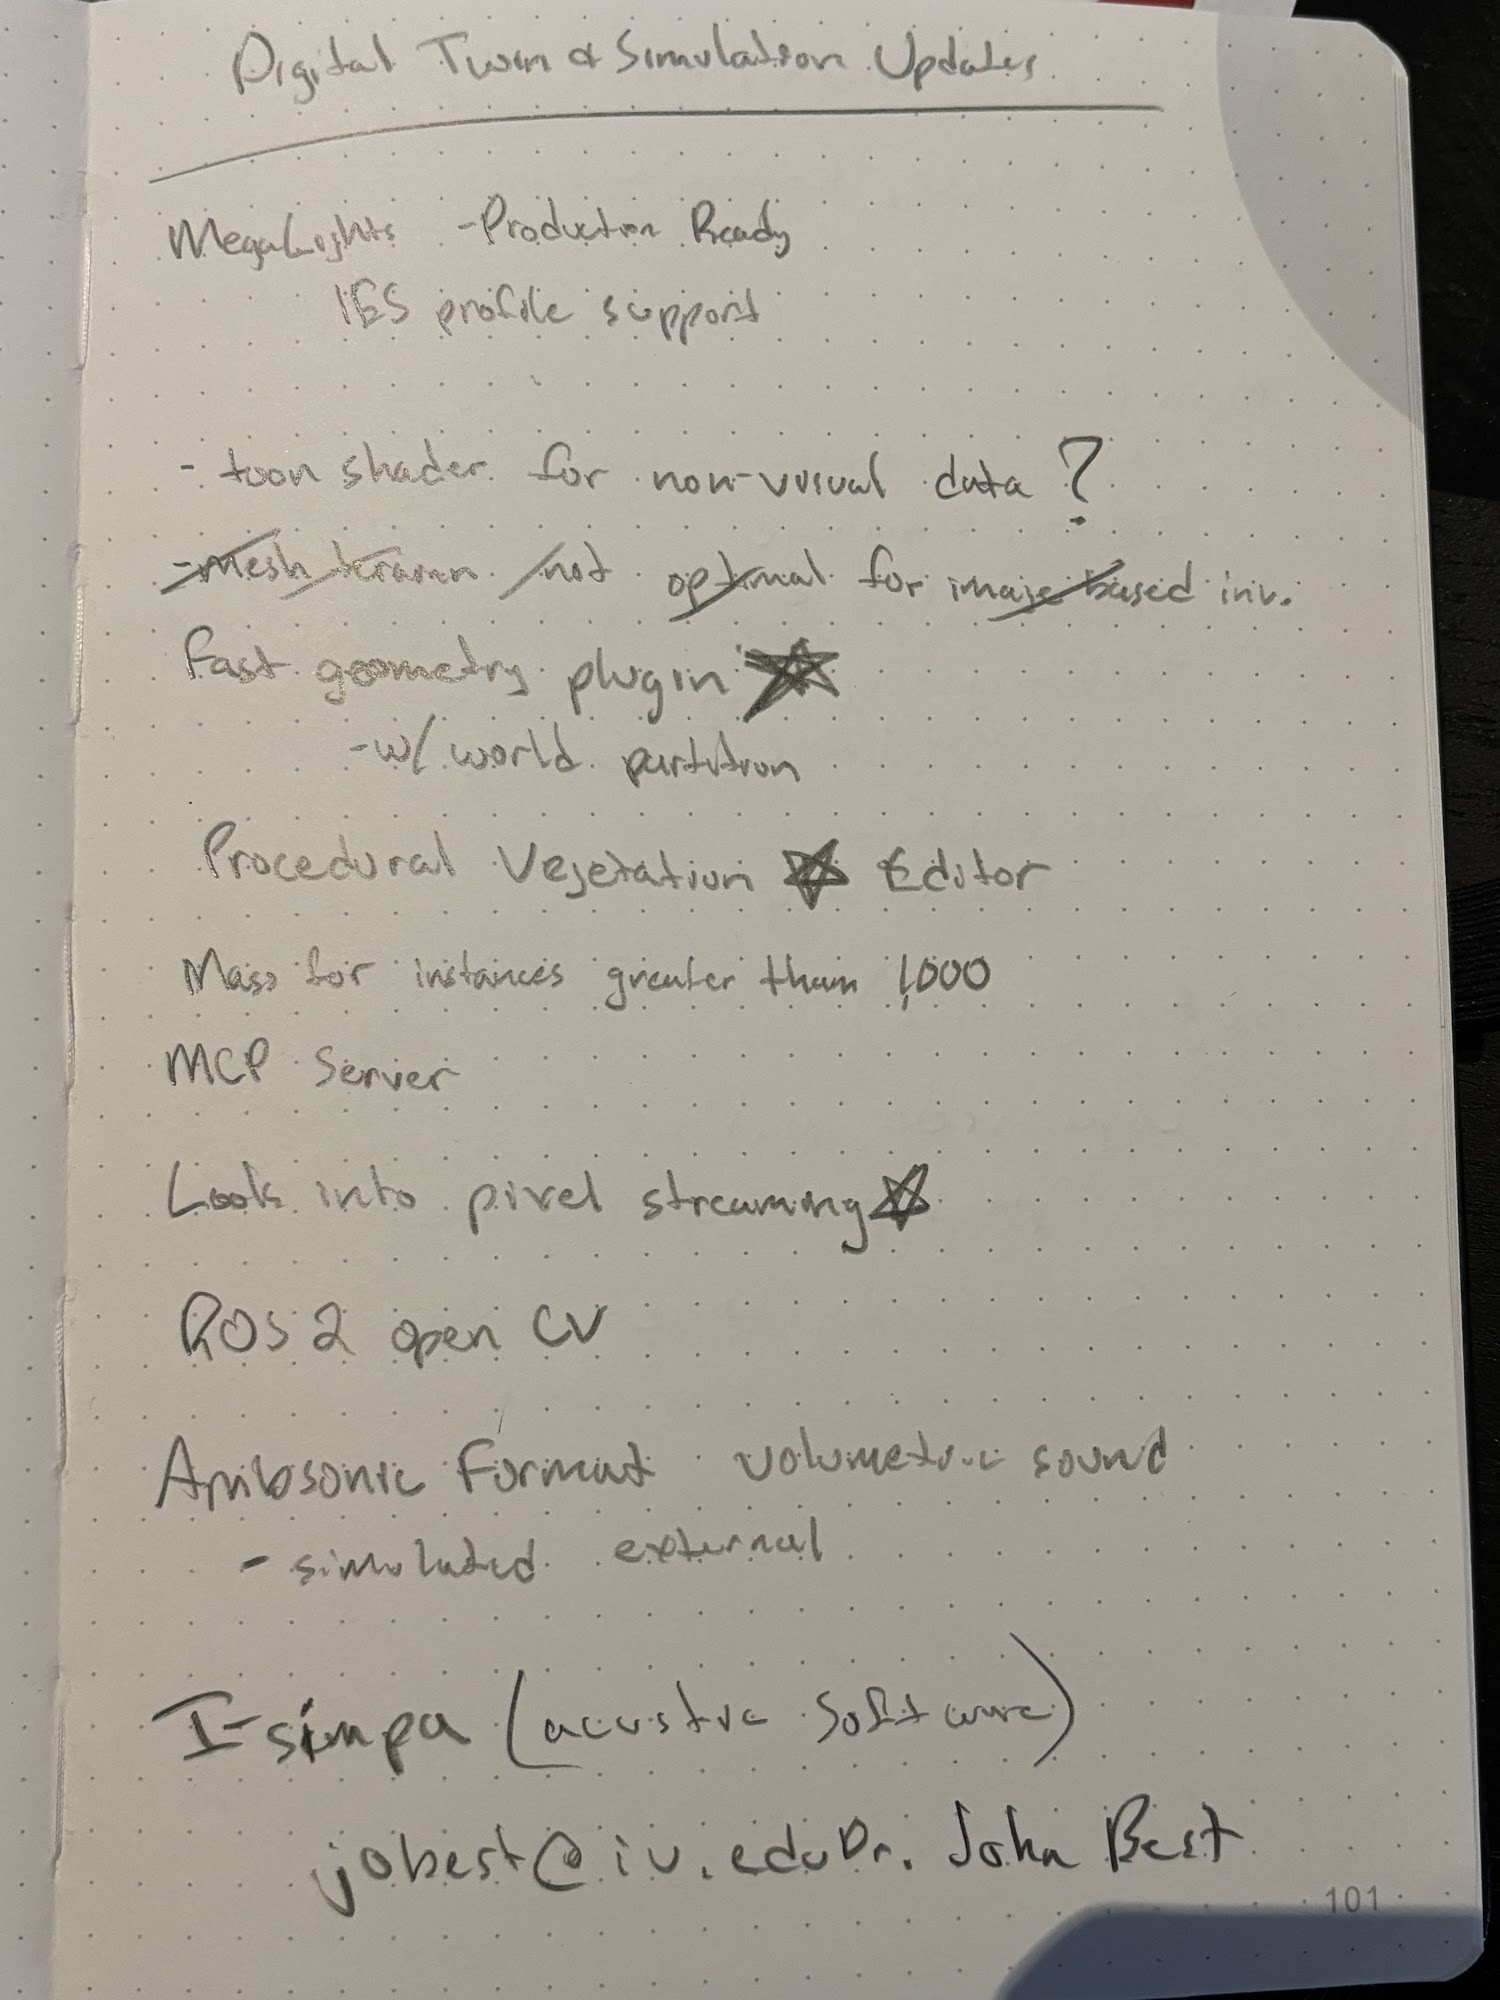 Digital Twin & Simulation Updates
MegaLights - Production Ready
IES profile support
- toon shader for non-visual data ?
- mesh terrain not optimal for image based inv.
Fast geometry plugin
- w/ world partition
Procedural Vegetation Editor
Mass for instances greater than 1,000
MCP Server
Look into pixel streaming
ROS 2 open CV
Ambsonic Format volumetric sound
- simulated external
I-simpa (acustic software)
jobest@iu.edu Dr. John Best
101